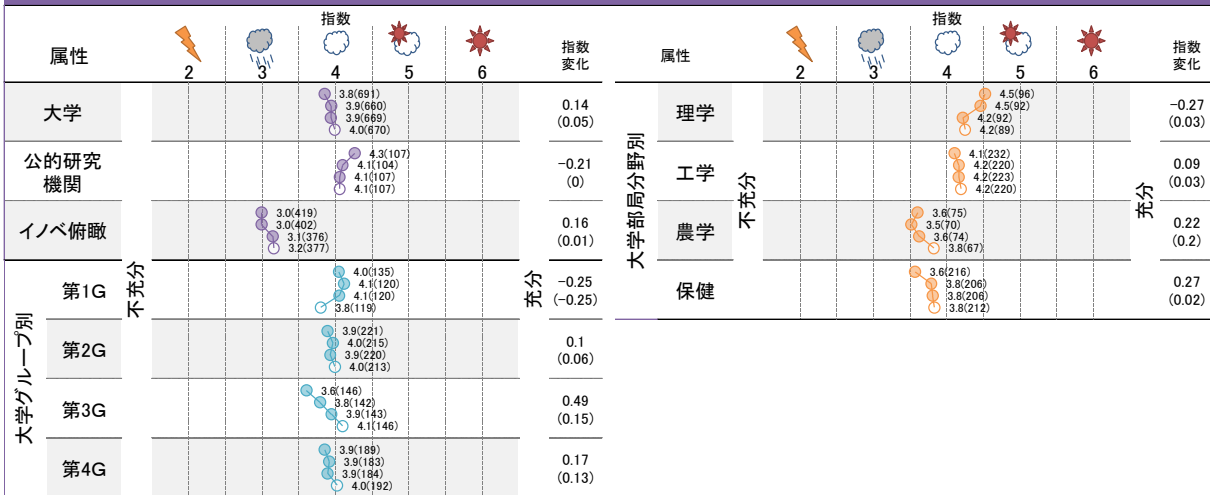 指数
属性
2 3 4 5 6
指数
変化
不充分
充分
大学
3.8(691)
3.9(660)
3.9(669)
4.0(670)
0.14
(0.05)
公的研究
機関
4.3(107)
4.1(104)
4.1(107)
4.1(107)
-0.21
(0)
イノベ俯瞰
3.0(419)
3.0(402)
3.1(376)
3.2(377)
0.16
(0.01)
大学グループ別
第1G
4.0(135)
4.1(120)
4.1(120)
3.8(119)
-0.25
(-0.25)
第2G
3.9(221)
4.0(215)
3.9(220)
4.0(213)
0.1
(0.06)
第3G
3.6(146)
3.8(142)
3.9(143)
4.1(146)
0.49
(0.15)
第4G
3.9(189)
3.9(183)
3.9(184)
4.0(192)
0.17
(0.13)
指数
属性
2 3 4 5 6
指数
変化
大学部局分野別
不充分
充分
理学
4.5(96)
4.5(92)
4.2(92)
4.2(89)
-0.27
(0.03)
工学
4.1(232)
4.2(220)
4.2(223)
4.2(220)
0.09
(0.03)
農学
3.6(75)
3.5(70)
3.6(74)
3.8(67)
0.22
(0.2)
保健
3.6(216)
3.8(206)
3.8(206)
3.8(212)
0.27
(0.02)